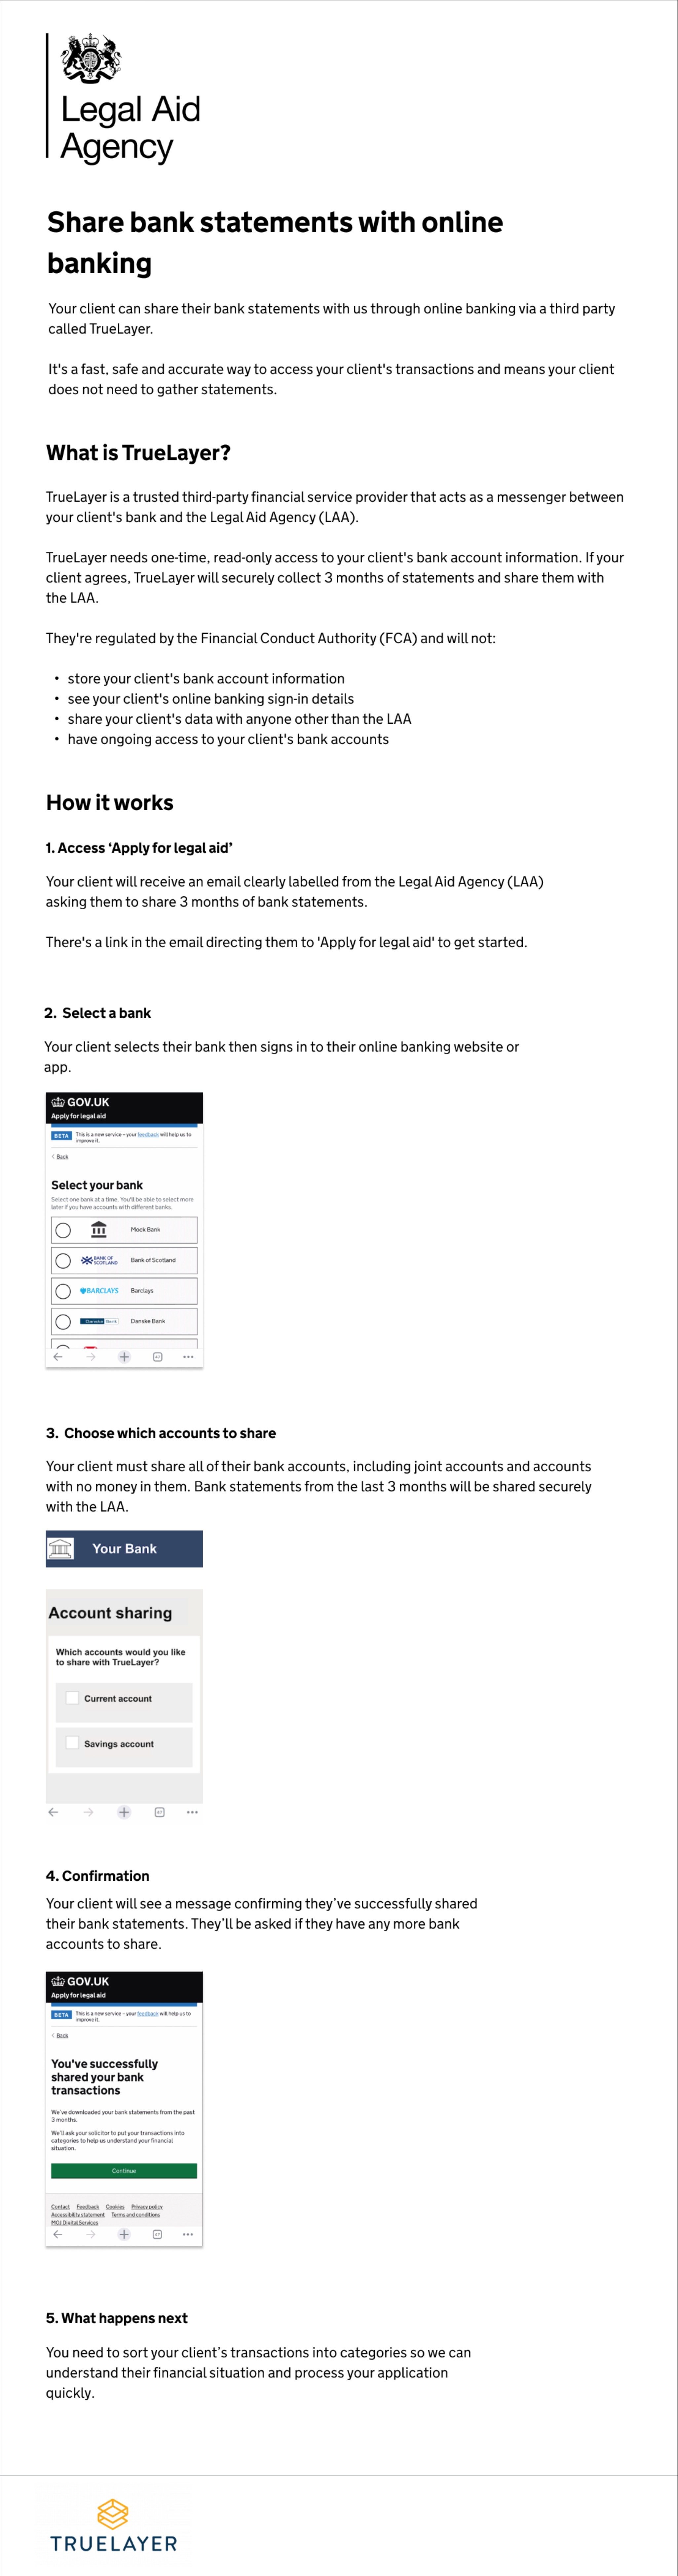 Legal Aid
Agency
Share bank statements with online
banking
Your client can share their bank statements with us through online banking via a third party
called TrueLayer.
It's a fast, safe and accurate way to access your client's transactions and means your client
does not need to gather statements.
What is TrueLayer?
TrueLayer is a trusted third-party financial service provider that acts as a messenger between
your client's bank and the Legal Aid Agency (LAA).
TrueLayer needs one-time, read-only access to your client's bank account information. If your
client agrees, TrueLayer will securely collect 3 months of statements and share them with
the LAA.
They're regulated by the Financial Conduct Authority (FCA) and will not:
• store your client's bank account information
• see your client's online banking sign-in details
• share your client's data with anyone other than the LAA
• have ongoing access to your client's bank accounts
How it works
1. Access ‘Apply for legal aid’
Your client will receive an email clearly labelled from the Legal Aid Agency (LAA)
asking them to share 3 months of bank statements.
There's a link in the email directing them to 'Apply for legal aid' to get started.
2. Select a bank
Your client selects their bank then signs in to their online banking website or
app.
GOV.UK
Apply for legal aid
BETA This is a new service – your feedback will help us to
improve it.
< Back
Select your bank
Select one bank at a time. You'll be able to select more
later if you have accounts with different banks.
Mock Bank
BANK OF
SCOTLAND Bank of Scotland
BARCLAYS Barclays
Danske Bank Danske Bank
3. Choose which accounts to share
Your client must share all of their bank accounts, including joint accounts and accounts
with no money in them. Bank statements from the last 3 months will be shared securely
with the LAA.
Your Bank
Account sharing
Which accounts would you like
to share with TrueLayer?
Current account
Savings account
4. Confirmation
Your client will see a message confirming they’ve successfully shared
their bank statements. They’ll be asked if they have any more bank
accounts to share.
GOV.UK
Apply for legal aid
BETA This is a new service – your feedback will help us to
improve it.
< Back
You've successfully
shared your bank
transactions
We've downloaded your bank statements from the past
3 months.
We'll ask your solicitor to put your transactions into
categories to help us understand your financial
situation.
Continue
Contact Feedback Cookies Privacy policy
Accessibility statement Terms and conditions
MOJ Digital Services
5. What happens next
You need to sort your client’s transactions into categories so we can
understand their financial situation and process your application
quickly.
TRUELAYER